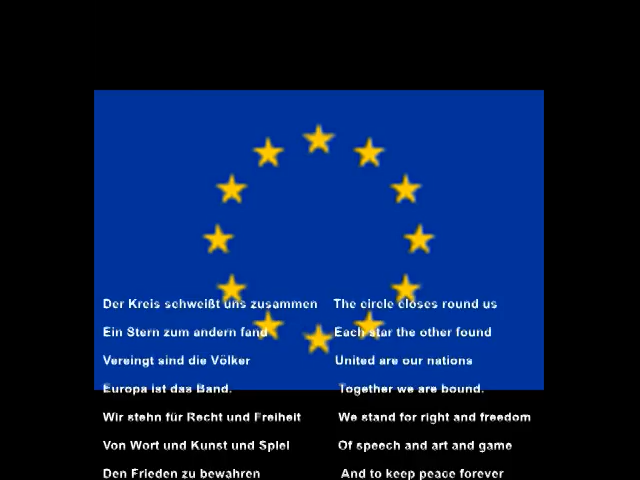 Der Kreis schweißt uns zusammen The circle closes round us
Ein Stern zum andern fand Each star the other found
Vereingt sind die Völker United are our nations
Europa ist das Band. Together we are bound.
Wir stehn für Recht und Freiheit We stand for right and freedom
Von Wort und Kunst und Spiel Of speech and art and game
Den Frieden zu bewahren And to keep peace forever